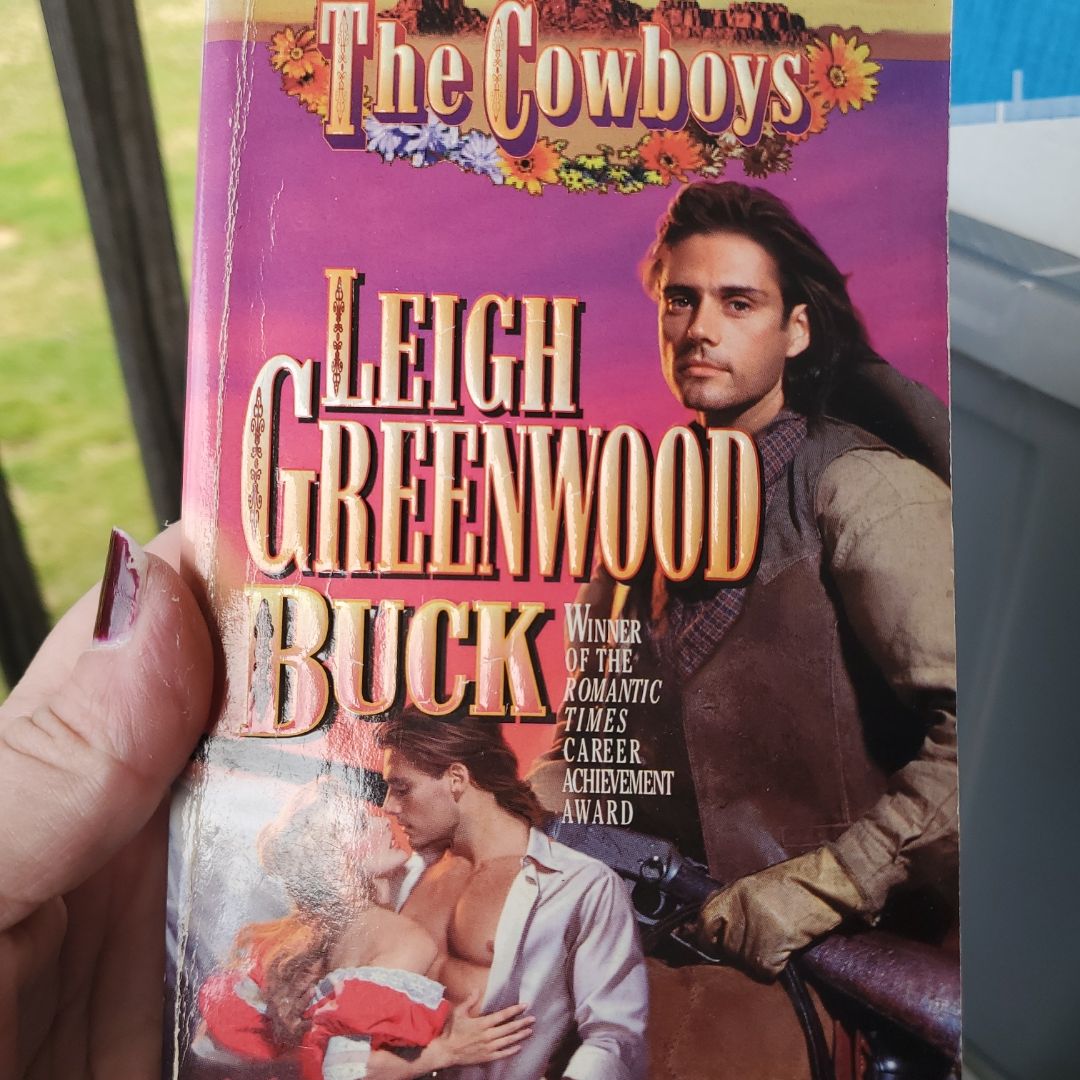 The Cowboys
LEIGH
GREENWOOD
BUCK
WINNER
OF THE
ROMANTIC
TIMES
CAREER
ACHIEVEMENT
AWARD